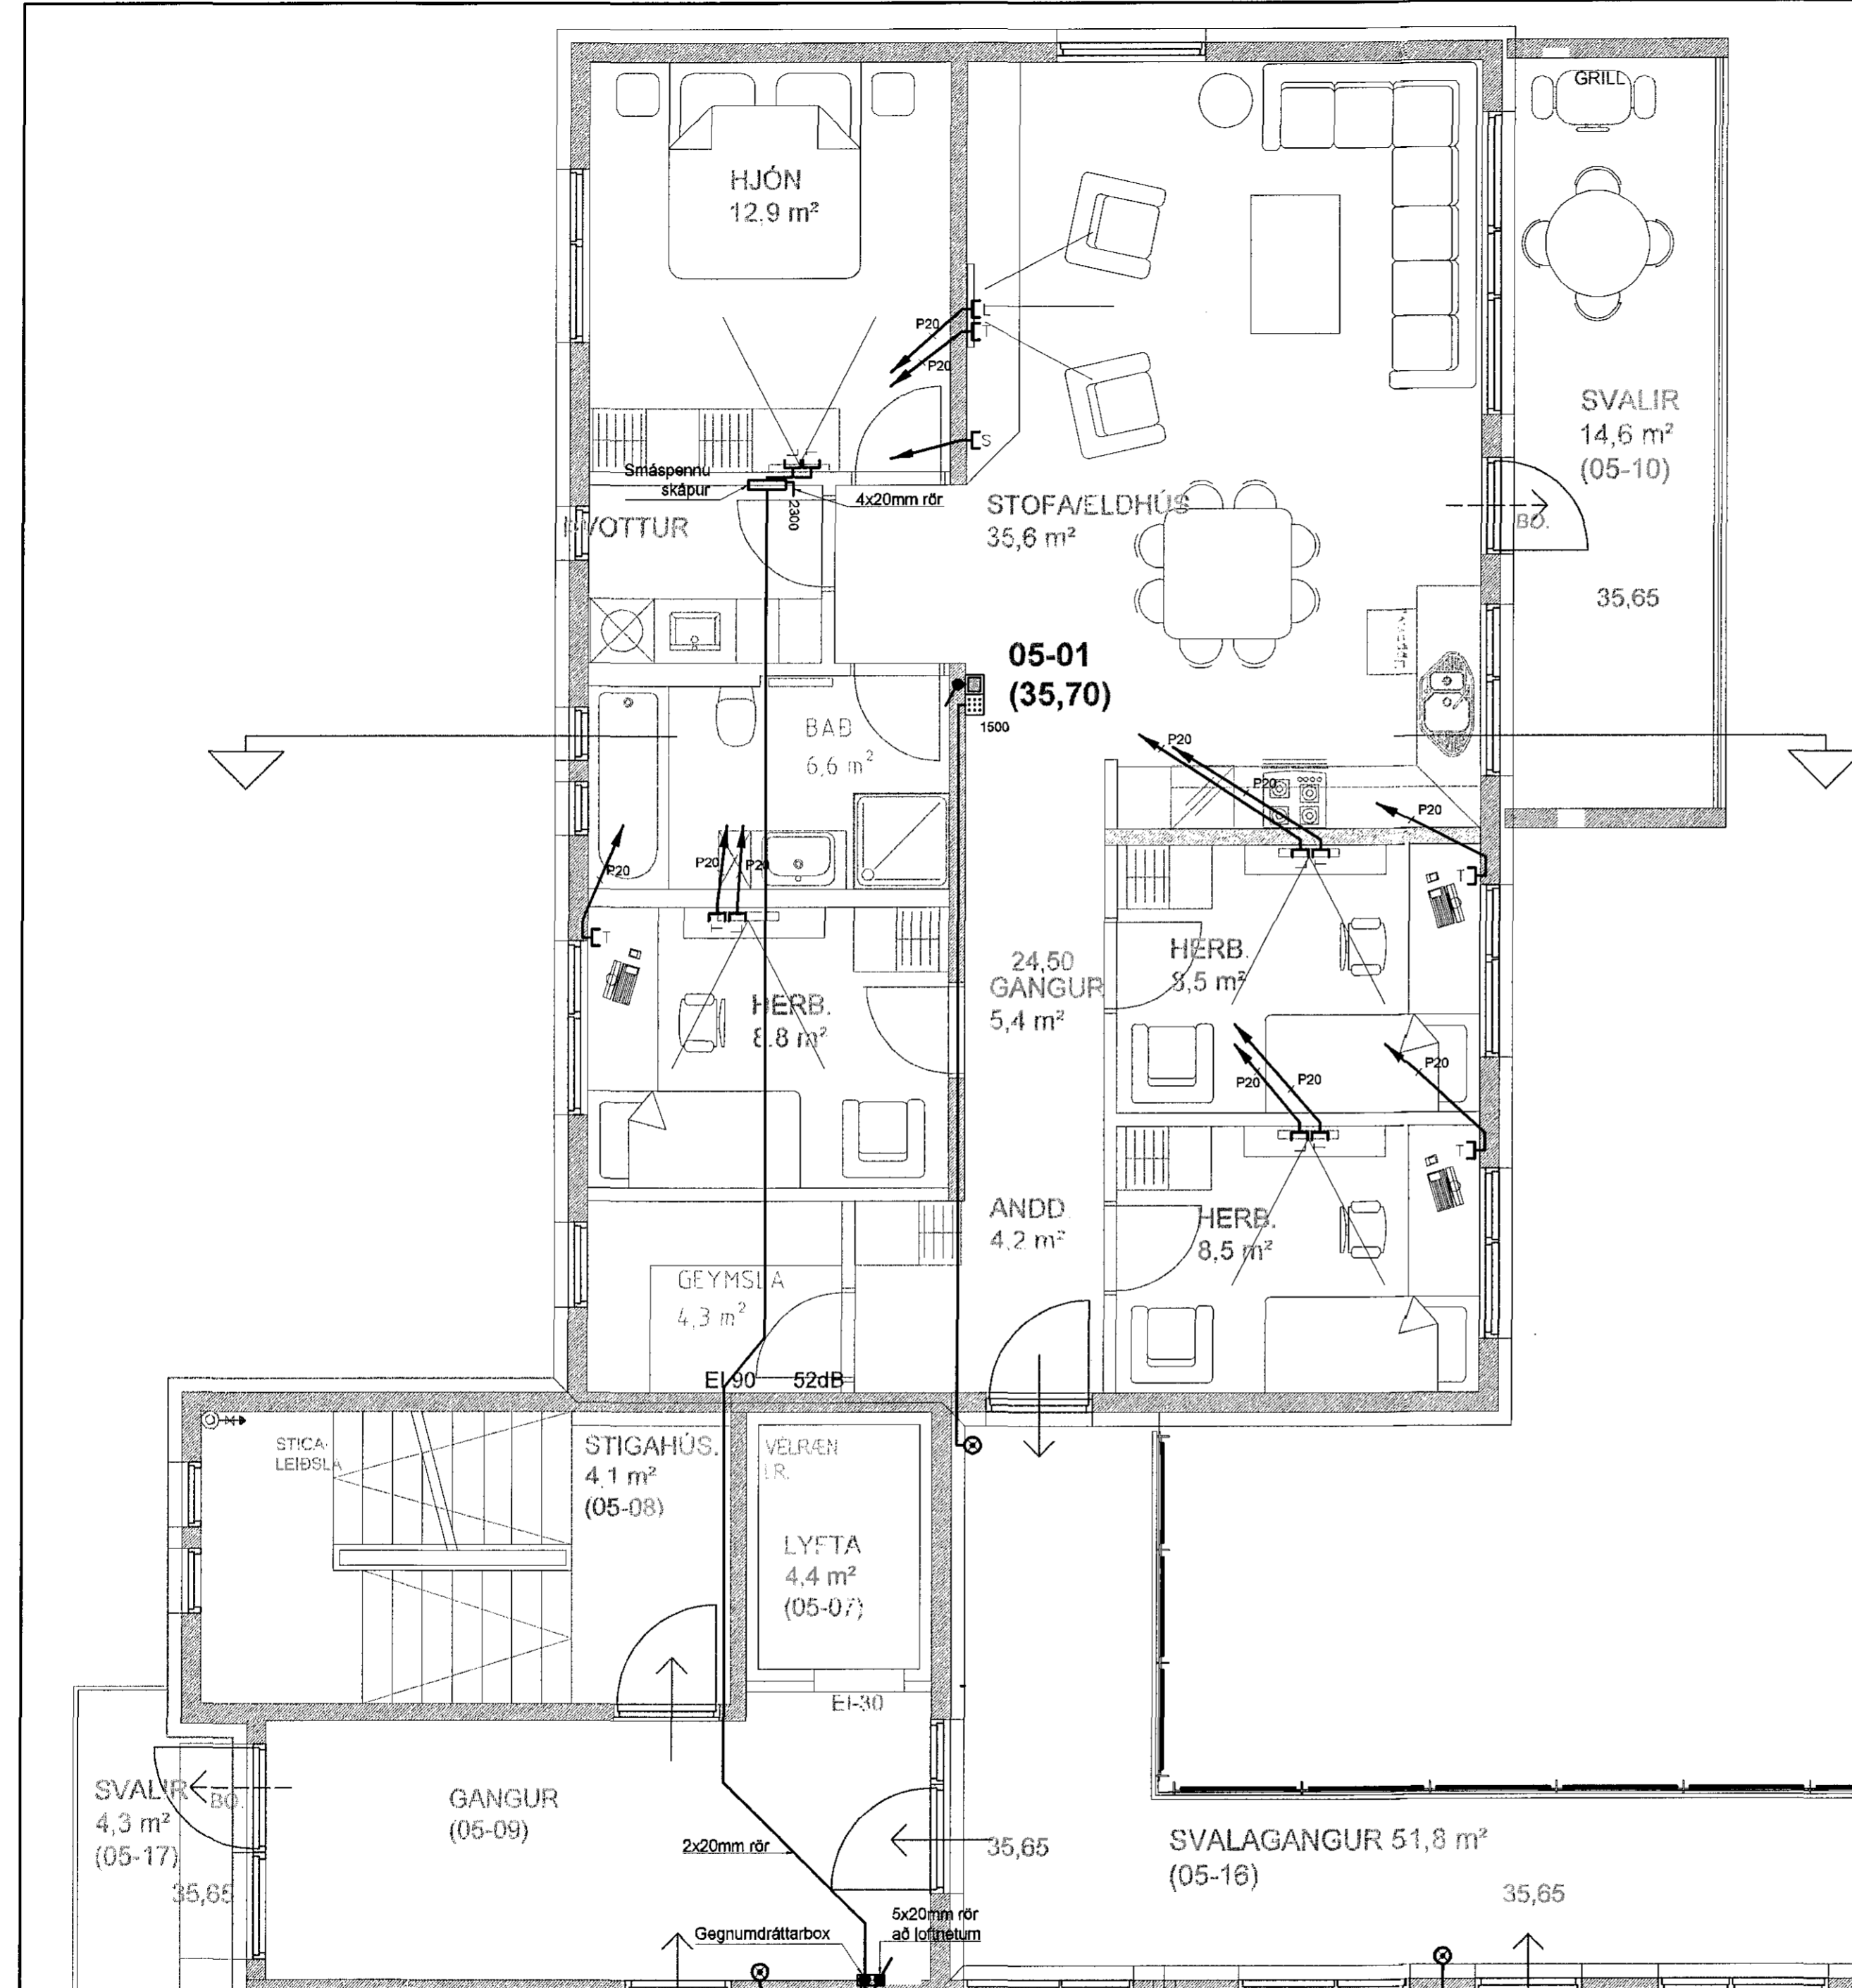 GRILL
HJÓN
12,9 m²
P20
L
T
P20
SVALIR
14,6 m²
(05-10)
S
Smáspennu
skápur
4x20mm rör
2300
STOFA/ELDHÚS
35,6 m²
BO.
ÞVOTTUR
35,65
05-01
(35,70)
1500
BAÐ
6,6 m²
P20
P20
P20
P20
P20
P20
T
T
24,50
GANGUR
5,4 m²
HERB.
8,5 m²
HERB.
8,8 m²
P20
P20
P20
T
ANDD
4,2 m²
HERB.
8,5 m²
GEYMSLA
4,3 m²
EI 90 52dB
STIGAHÚS.
4,1 m²
(05-08)
VÉLRÆN
LEIÐSLA
LYFTA
4,4 m²
(05-07)
EI-30
SVALIR
4,3 m²
(05-17)
BO.
GANGUR
(05-09)
2x20mm rör
35,65
SVALAGANGUR 51,8 m²
(05-16)
35,65
35,65
5x20mm rör
að loftnetum
Gegnumdráttarbox